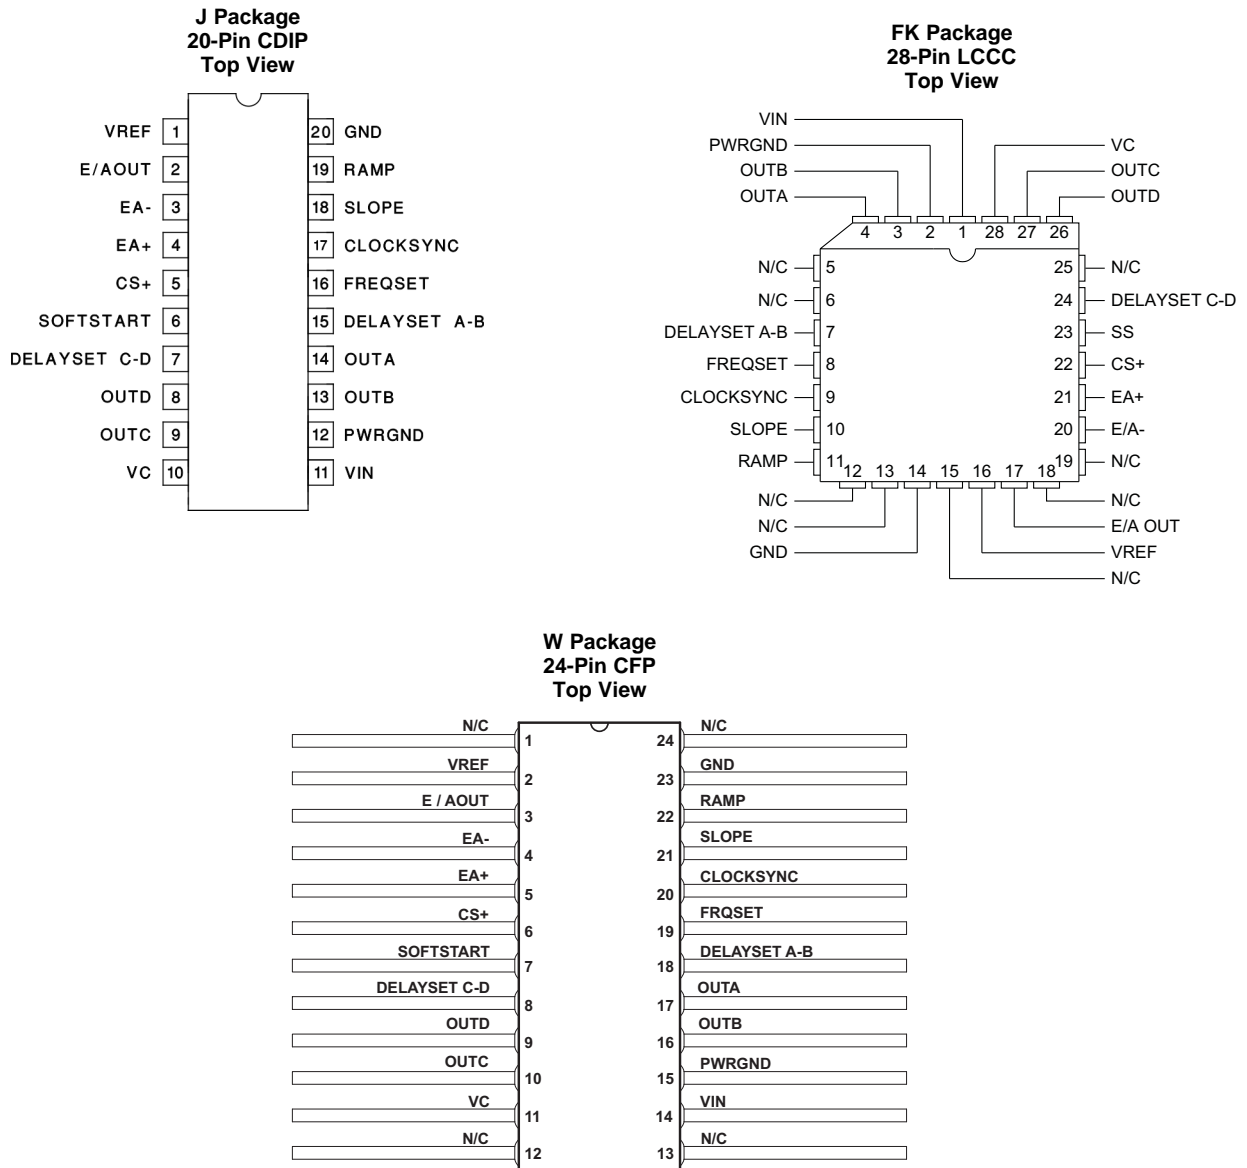 J Package
20-Pin CDIP
Top View
VREF 1
20 GND
E/AOUT 2
19 RAMP
EA- 3
18 SLOPE
EA+ 4
17 CLOCKSYNC
CS+ 5
16 FREQSET
SOFTSTART 6
15 DELAYSET A-B
DELAYSET C-D 7
14 OUTA
OUTD 8
13 OUTB
OUTC 9
12 PWRGND
VC 10
11 VIN
FK Package
28-Pin LCCC
Top View
VIN
PWRGND
VC
OUTB
OUTC
OUTA
OUTD
4 3 2 1 28 27 26
N/C 5
25 N/C
N/C 6
24 DELAYSET C-D
DELAYSET A-B 7
23 SS
FREQSET 8
22 CS+
CLOCKSYNC 9
21 EA+
SLOPE 10
20 E/A-
RAMP 11
19 N/C
12 13 14 15 16 17 18
N/C
N/C
N/C
E/A OUT
GND
VREF
N/C
W Package
24-Pin CFP
Top View
N/C 1
24 N/C
VREF 2
23 GND
E / AOUT 3
22 RAMP
EA- 4
21 SLOPE
EA+ 5
20 CLOCKSYNC
CS+ 6
19 FRQSET
SOFTSTART 7
18 DELAYSET A-B
DELAYSET C-D 8
17 OUTA
OUTD 9
16 OUTB
OUTC 10
15 PWRGND
VC 11
14 VIN
N/C 12
13 N/C